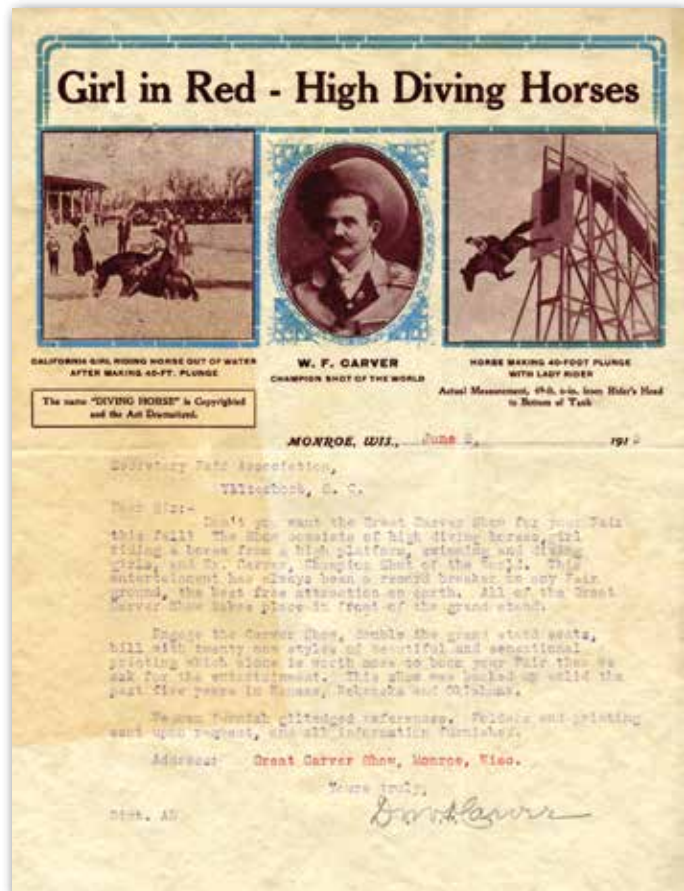 Girl in Red - High Diving Horses
CALIFORNIA GIRL RIDING HORSE OUT OF WATER
AFTER MAKING 40-FT. PLUNGE
The name "DIVING HORSE" is Copyrighted
and the Act Dramatized.
W. F. CARVER
CHAMPION SHOT OF THE WORLD
HORSE MAKING 40-FOOT PLUNGE
WITH LADY RIDER
Actual Measurement, in. from Rider's Head
to Bottom of Tank
MONROE, WIS., June 191
Secretary Fair Association,
S. C.
Dear Sir:-
Don't you want the Great Carver Show for your Fair
this fall? The Show consists of high diving horses, girl
riding a horse from a high platform, swimming and diving
girls, and Dr. Carver, Champion Shot of the World. This
entertainment has always been a record breaker to any Fair
ground, the best free attraction on earth. All of the Great
Carver Show takes place in front of the grand stand.
Engage the Carver Show, double the grand stand seats,
bill with twenty new styles of beautiful and sensational
printing which alone is worth more to boom your Fair than we
ask for the entertainment. This show was booked up solid the
past five years in Kansas, Nebraska and Oklahoma.
We can furnish giltedged references. Folders and printing
sent upon request, and all information furnished.
Address: Great Carver Show, Monroe, Wisc.
Yours truly,
Dict. AN
Dr. W. F. Carver